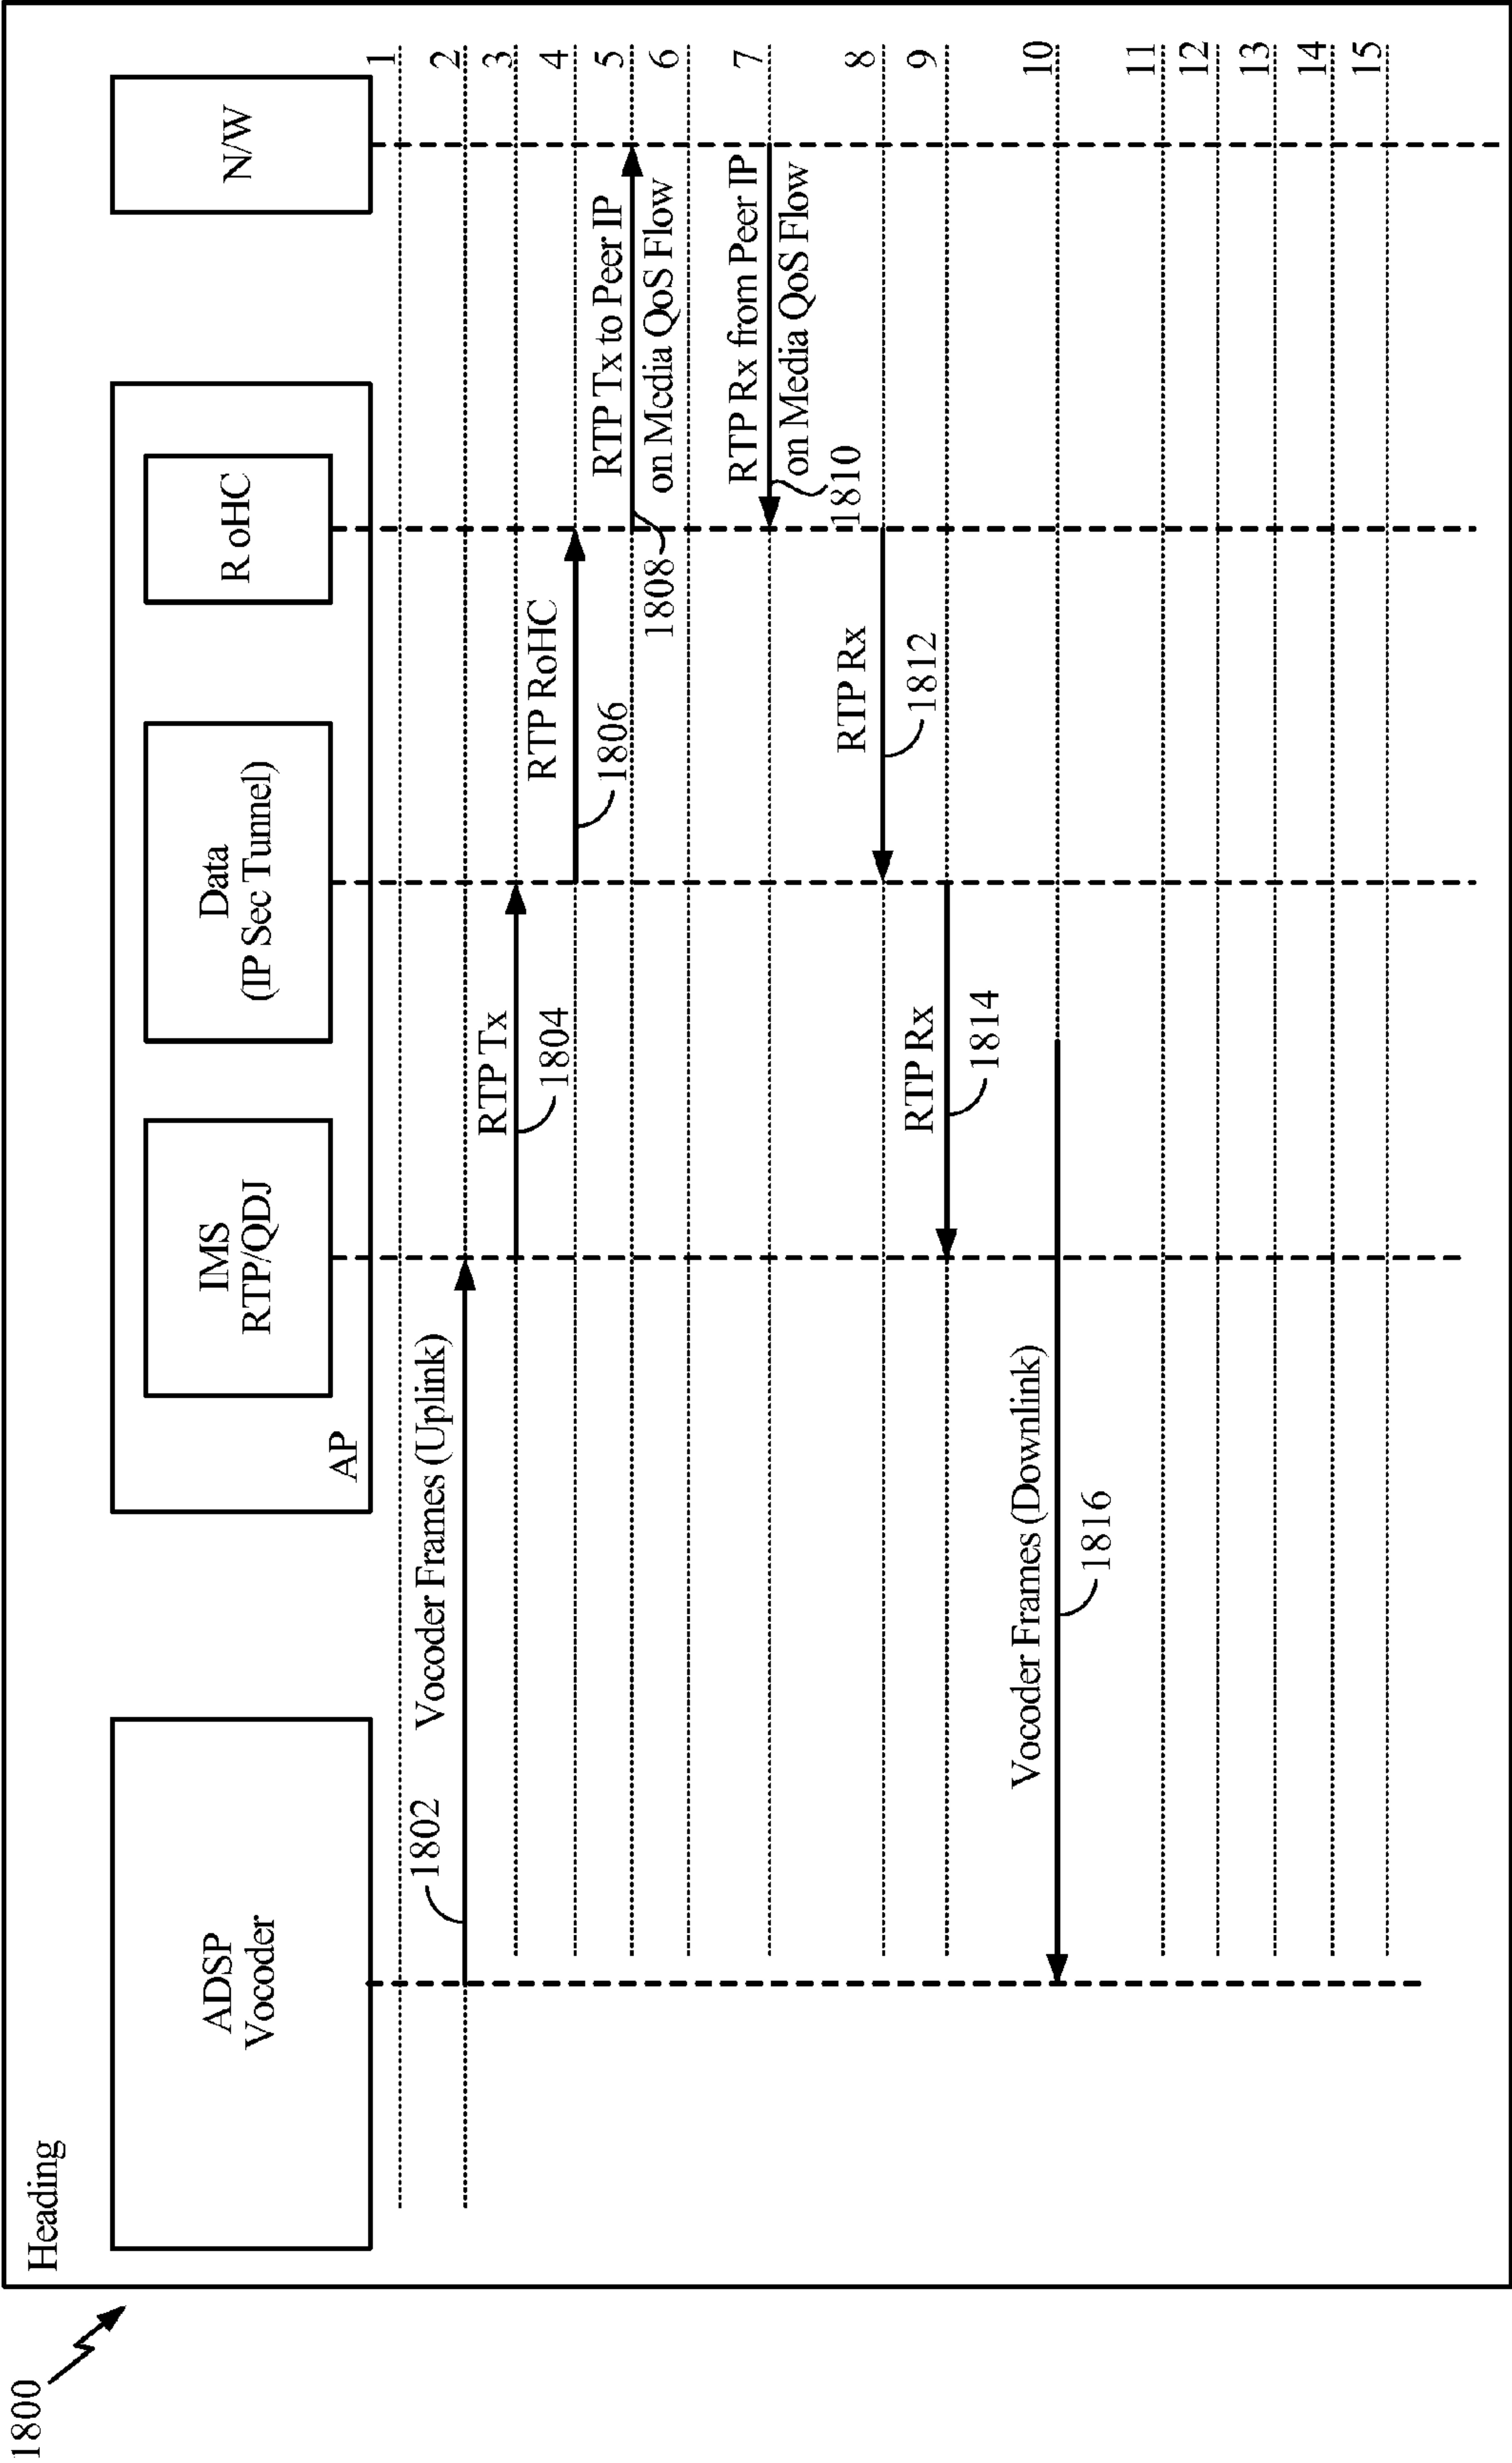 1800
Heading
ADSP
Vocoder
AP
IMS
RTP/QDJ
Data
(IP Sec Tunnel)
R oHC
N/W
1
1802
Vocoder Frames (Uplink)
2
RTP Tx
1804
3
RTP RoHC
1806
4
RTP Tx to Peer IP
on Media QoS Flow
1808
5
6
RTP Rx from Peer IP
on Media QoS Flow
1810
7
RTP Rx
1812
8
RTP Rx
1814
9
Vocoder Frames (Downlink)
1816
10
11
12
13
14
15